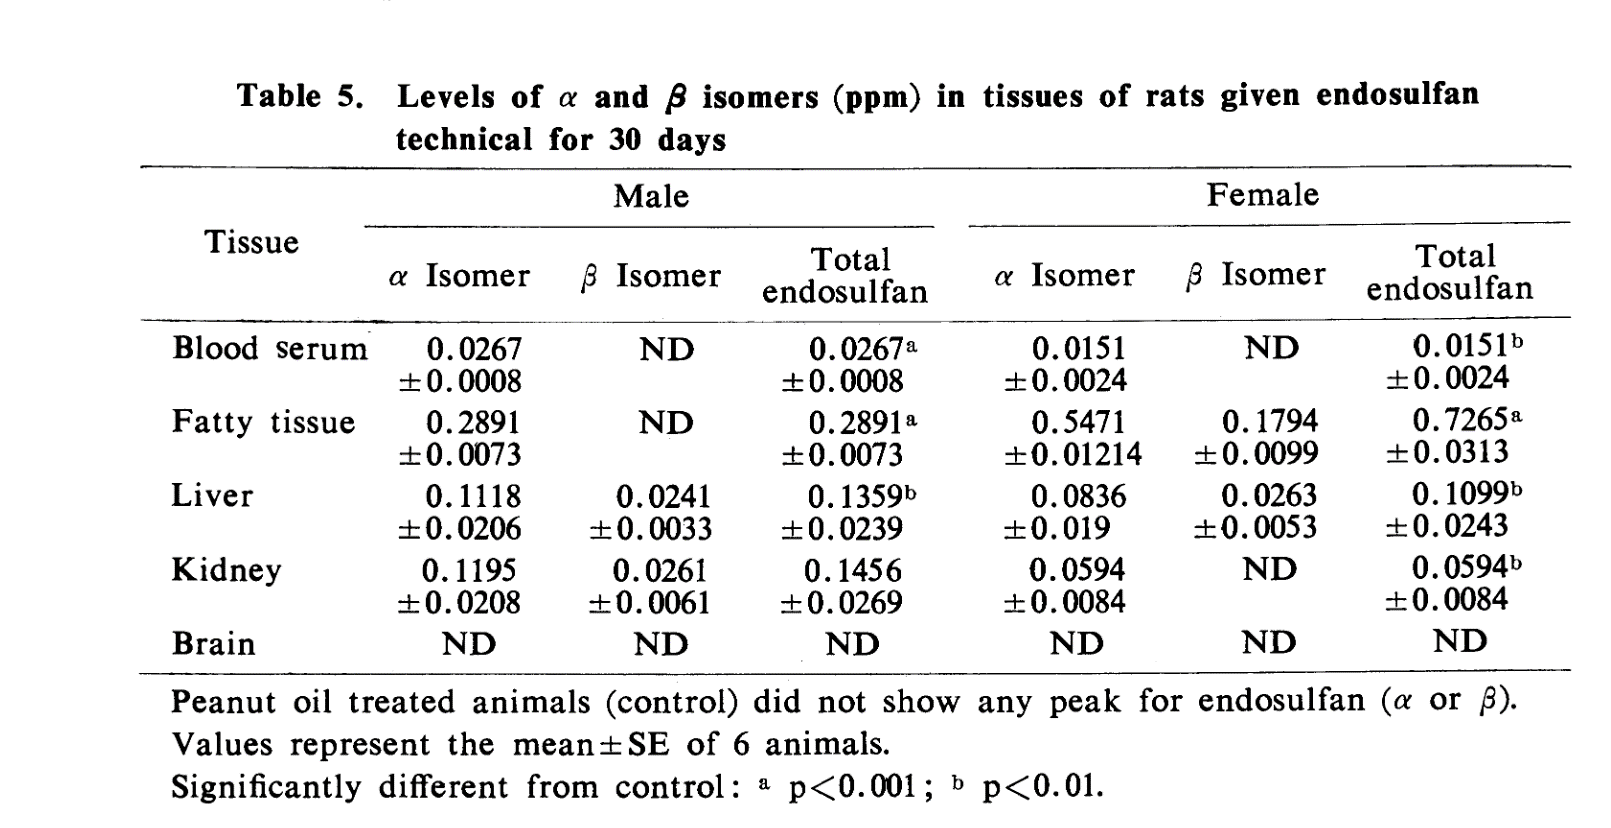 Table 5. Levels of α and β isomers (ppm) in tissues of rats given endosulfan
technical for 30 days
Male Female
Tissue
α Isomer β Isomer Total endosulfan α Isomer β Isomer Total endosulfan
Blood serum 0.0267 ND 0.0267ᵃ 0.0151 ND 0.0151ᵇ
±0.0008 ±0.0008 ±0.0024 ±0.0024
Fatty tissue 0.2891 ND 0.2891ᵃ 0.5471 0.1794 0.7265ᵃ
±0.0073 ±0.0073 ±0.01214 ±0.0099 ±0.0313
Liver 0.1118 0.0241 0.1359ᵇ 0.0836 0.0263 0.1099ᵇ
±0.0206 ±0.0033 ±0.0239 ±0.019 ±0.0053 ±0.0243
Kidney 0.1195 0.0261 0.1456 0.0594 ND 0.0594ᵇ
±0.0208 ±0.0061 ±0.0269 ±0.0084 ±0.0084
Brain ND ND ND ND ND ND
Peanut oil treated animals (control) did not show any peak for endosulfan (α or β).
Values represent the mean±SE of 6 animals.
Significantly different from control: ᵃ p<0.001; ᵇ p<0.01.